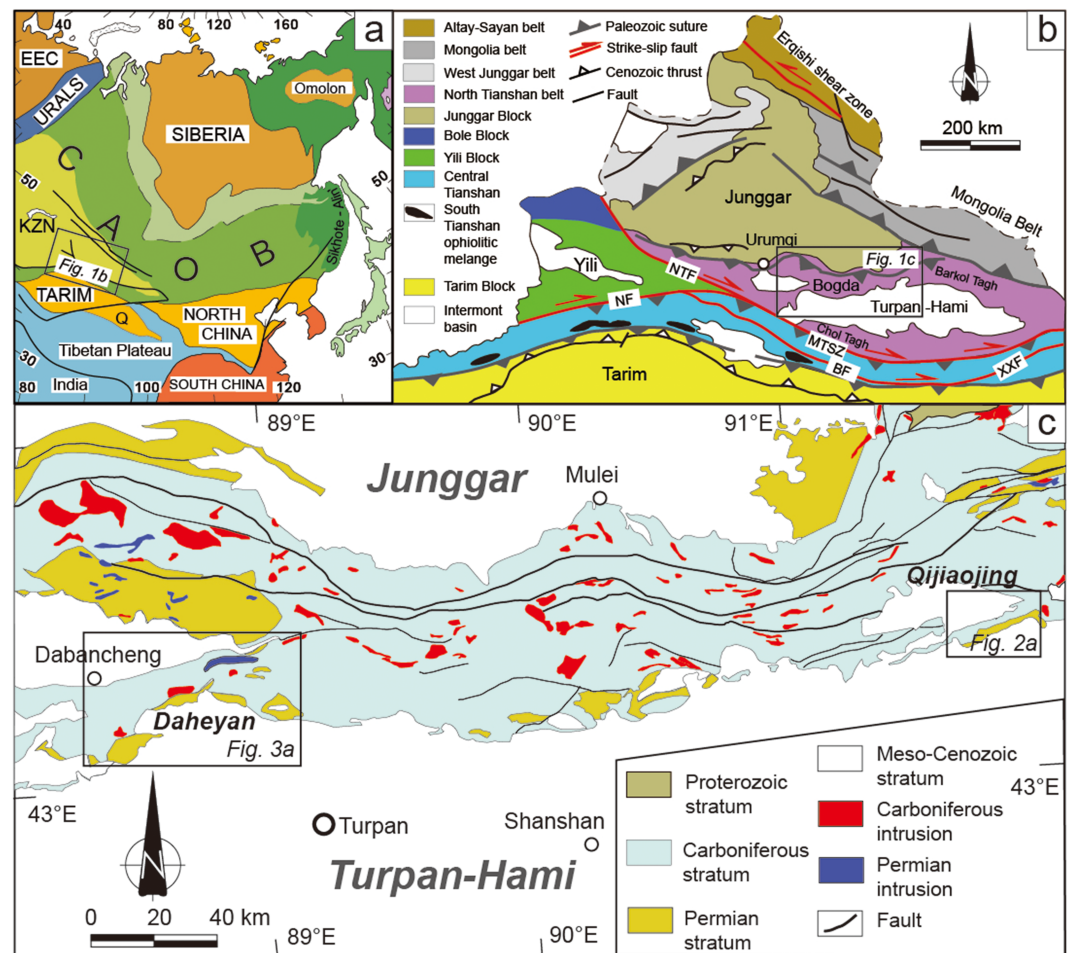 40
80
120
160
a
EEC
URALS
Omolon
SIBERIA
C
A
O
B
50
50
KZN
Sikhote - Alin
Fig. 1b
TARIM
Q
NORTH
CHINA
Tibetan Plateau
30
30
India
80
100
SOUTH CHINA
120
Altay-Sayan belt
Mongolia belt
West Junggar belt
North Tianshan belt
Junggar Block
Bole Block
Yili Block
Central
Tianshan
South
Tianshan
ophiolitic
melange
Tarim Block
Intermont
basin
Paleozoic suture
Strike-slip fault
Cenozoic thrust
Fault
b
Erqishi shear zone
N
200 km
Junggar
Mongolia Belt
Urumqi
Fig. 1c
Yili
NTF
Bogda
Barkol Tagh
NF
Turpan -Hami
Chol Tagh
MTSZ
BF
XXF
Tarim
89°E
90°E
91°E
c
Junggar
Mulei
Qijiaojing
Fig. 2a
Dabancheng
Daheyan
Fig. 3a
43°E
43°E
N
Turpan
Shanshan
Turpan-Hami
0 20 40 km
89°E
90°E
Proterozoic
stratum
Carboniferous
stratum
Permian
stratum
Meso-Cenozoic
stratum
Carboniferous
intrusion
Permian
intrusion
Fault